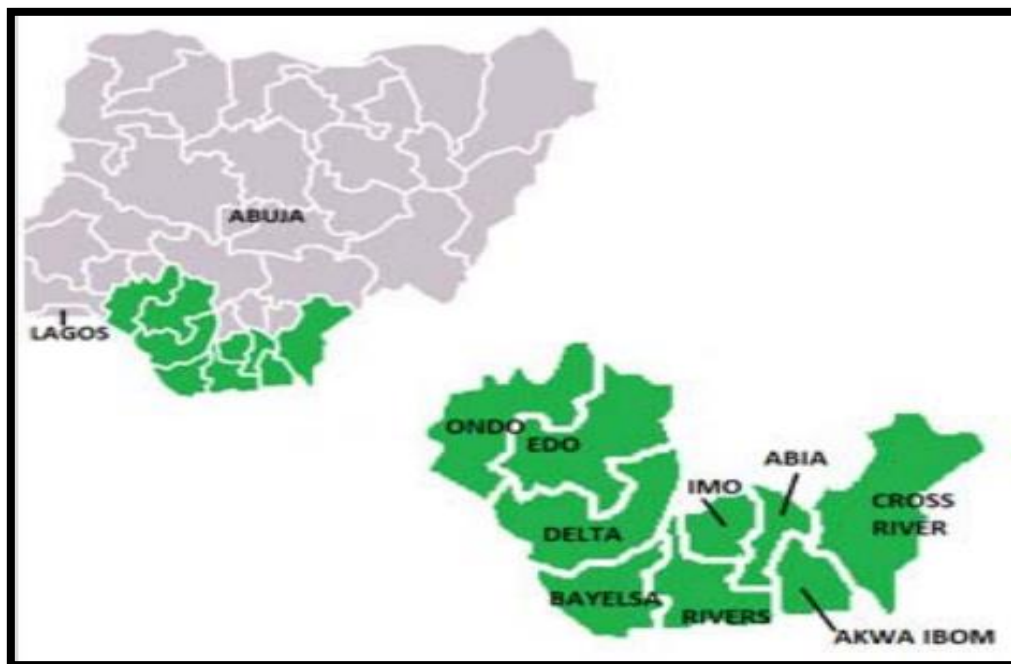 ABUJA
LAGOS
ONDO
EDO
DELTA
BAYELSA
IMO
ABIA
CROSS
RIVER
RIVERS
AKWA IBOM